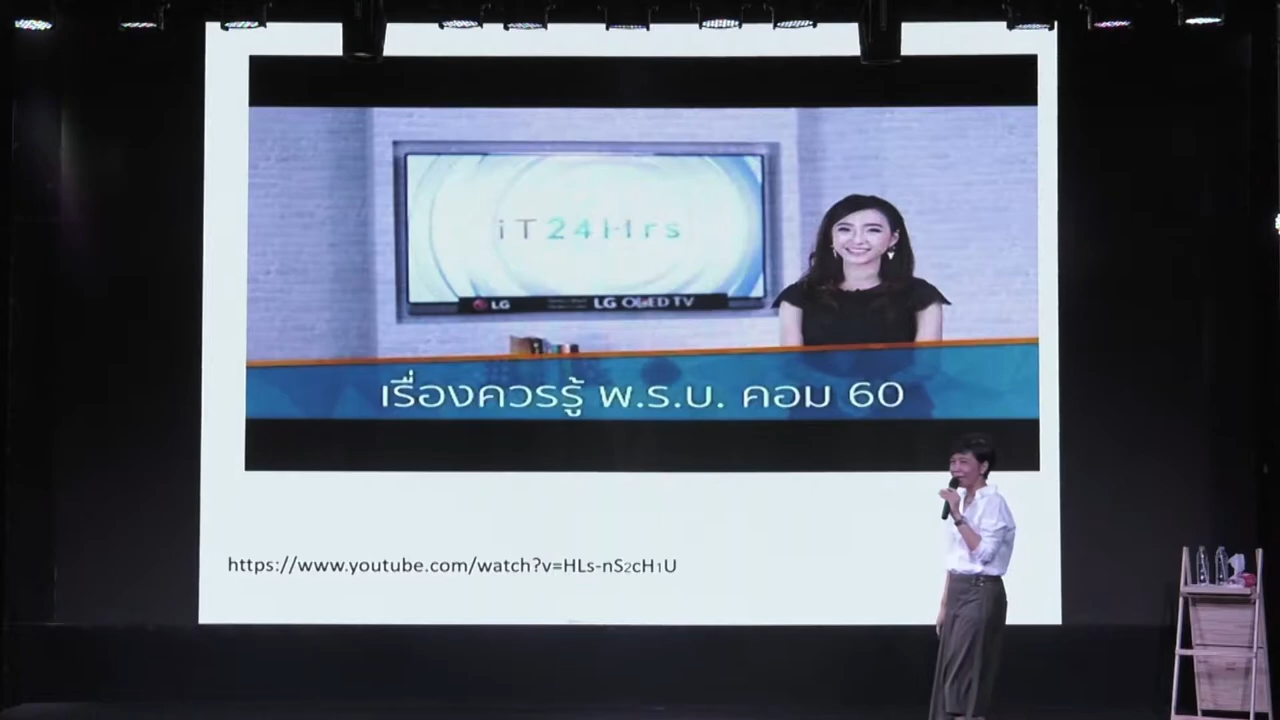 iT24Hrs
LG LG OLED TV
เรื่องควรรู้ พ.ร.บ. คอม 60
https://www.youtube.com/watch?v=HLs-nS2cH1U